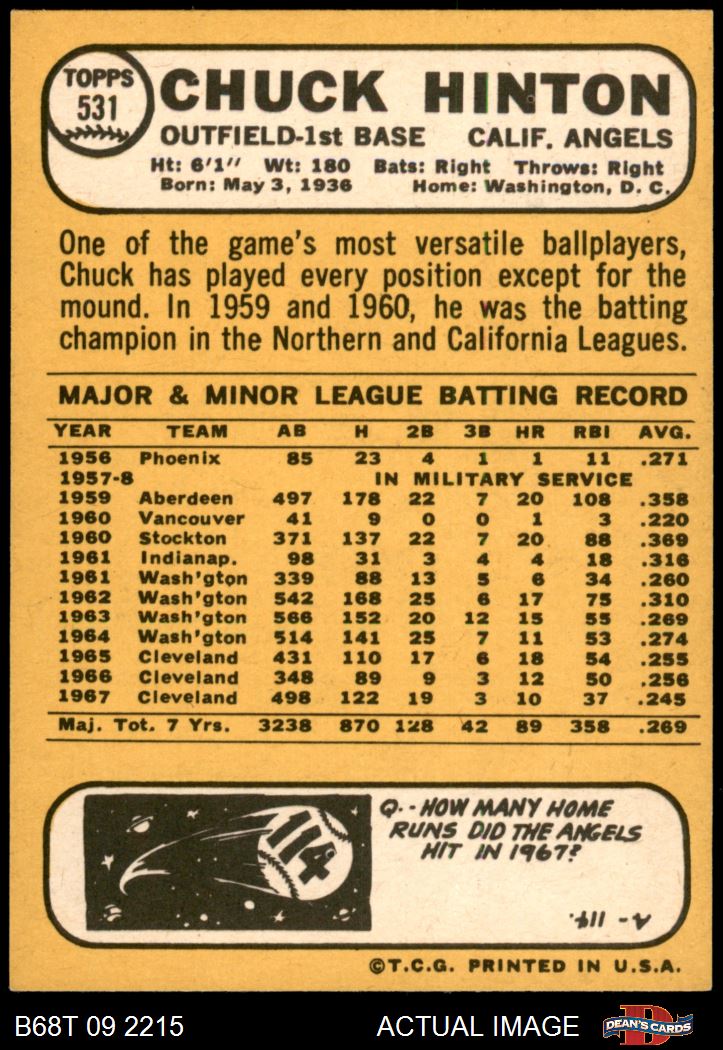 TOPPS
531
CHUCK HINTON
OUTFIELD-1st BASE CALIF. ANGELS
Ht: 6'1" Wt: 180 Bats: Right Throws: Right
Born: May 3, 1936 Home: Washington, D. C.
One of the game's most versatile ballplayers,
Chuck has played every position except for the
mound. In 1959 and 1960, he was the batting
champion in the Northern and California Leagues.
MAJOR & MINOR LEAGUE BATTING RECORD
YEAR TEAM AB H 2B 3B HR RBI AVG.
1956 Phoenix 85 23 4 1 1 11 .271
1957-8 IN MILITARY SERVICE
1959 Aberdeen 497 178 22 7 20 108 .358
1960 Vancouver 41 9 0 0 1 3 .220
1960 Stockton 371 137 22 7 20 88 .369
1961 Indianap. 98 31 3 4 4 18 .316
1961 Wash'gton 339 88 13 5 6 34 .260
1962 Wash'gton 542 168 25 6 17 75 .310
1963 Wash'gton 566 152 20 12 15 55 .269
1964 Wash'gton 514 141 25 7 11 53 .274
1965 Cleveland 431 110 17 6 18 54 .255
1966 Cleveland 348 89 9 3 12 50 .256
1967 Cleveland 498 122 19 3 10 37 .245
Maj. Tot. 7 Yrs. 3238 870 128 42 89 358 .269
114
Q.-HOW MANY HOME
RUNS DID THE ANGELS
HIT IN 1967?
A-114.
©T.C.G. PRINTED IN U.S.A.
B68T 09 2215 ACTUAL IMAGE
D
DEAN'S CARDS